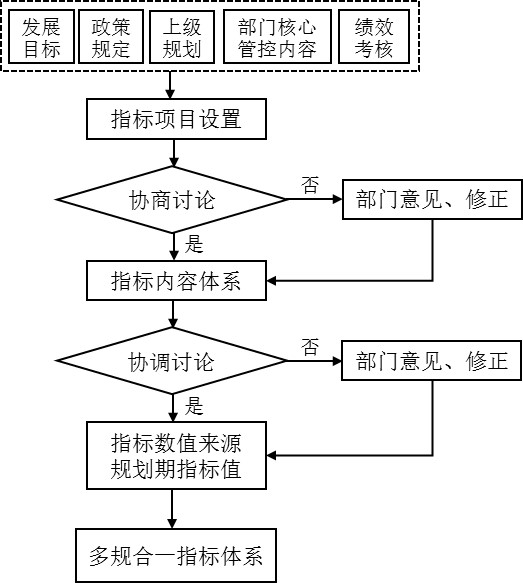 发展
目标
政策
规定
上级
规划
部门核心
管控内容
绩效
考核
指标项目设置
协商讨论
否
部门意见、修正
是
指标内容体系
协调讨论
否
部门意见、修正
是
指标数值来源
规划期指标值
多规合一指标体系